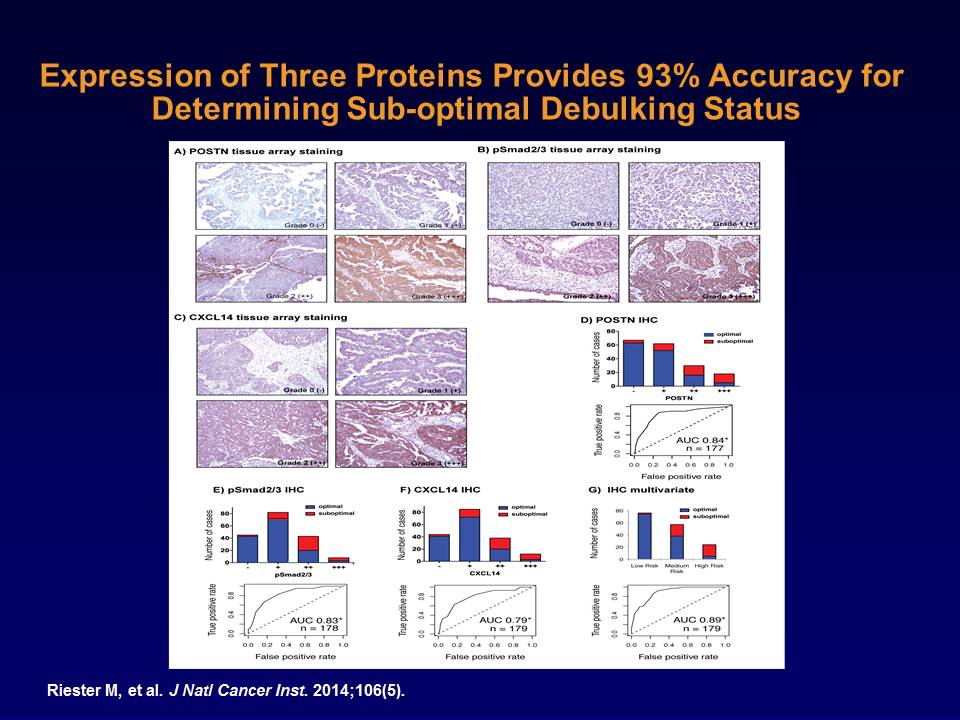 Expression of Three Proteins Provides 93% Accuracy for
Determining Sub-optimal Debulking Status
A) POSTN tissue array staining
Grade 0 (-)
Grade 1 (+)
Grade 2 (++)
Grade 3 (+++)
B) pSmad2/3 tissue array staining
Grade 0 (-)
Grade 1 (+)
Grade 2 (++)
Grade 3 (+++)
C) CXCL14 tissue array staining
Grade 0 (-)
Grade 1 (+)
Grade 2 (++)
Grade 3 (+++)
D) POSTN IHC
Number of cases
80
60
40
20
0
optimal
suboptimal
- + ++ +++
POSTN
True positive rate
0.8
0.4
0.0
AUC 0.84*
n = 177
0.0 0.2 0.4 0.6 0.8 1.0
False positive rate
E) pSmad2/3 IHC
Number of cases
80
60
40
20
0
optimal
suboptimal
- + ++ +++
pSmad2/3
True positive rate
0.8
0.4
0.0
AUC 0.83*
n = 178
0.0 0.2 0.4 0.6 0.8 1.0
False positive rate
F) CXCL14 IHC
Number of cases
80
60
40
20
0
optimal
suboptimal
- + ++ +++
CXCL14
True positive rate
0.8
0.4
0.0
AUC 0.79*
n = 179
0.0 0.2 0.4 0.6 0.8 1.0
False positive rate
G) IHC multivariate
Number of cases
80
60
40
20
0
optimal
suboptimal
Low Risk Medium High Risk
Risk
True positive rate
0.8
0.4
0.0
AUC 0.89*
n = 179
0.0 0.2 0.4 0.6 0.8 1.0
False positive rate
Riester M, et al. J Natl Cancer Inst. 2014;106(5).